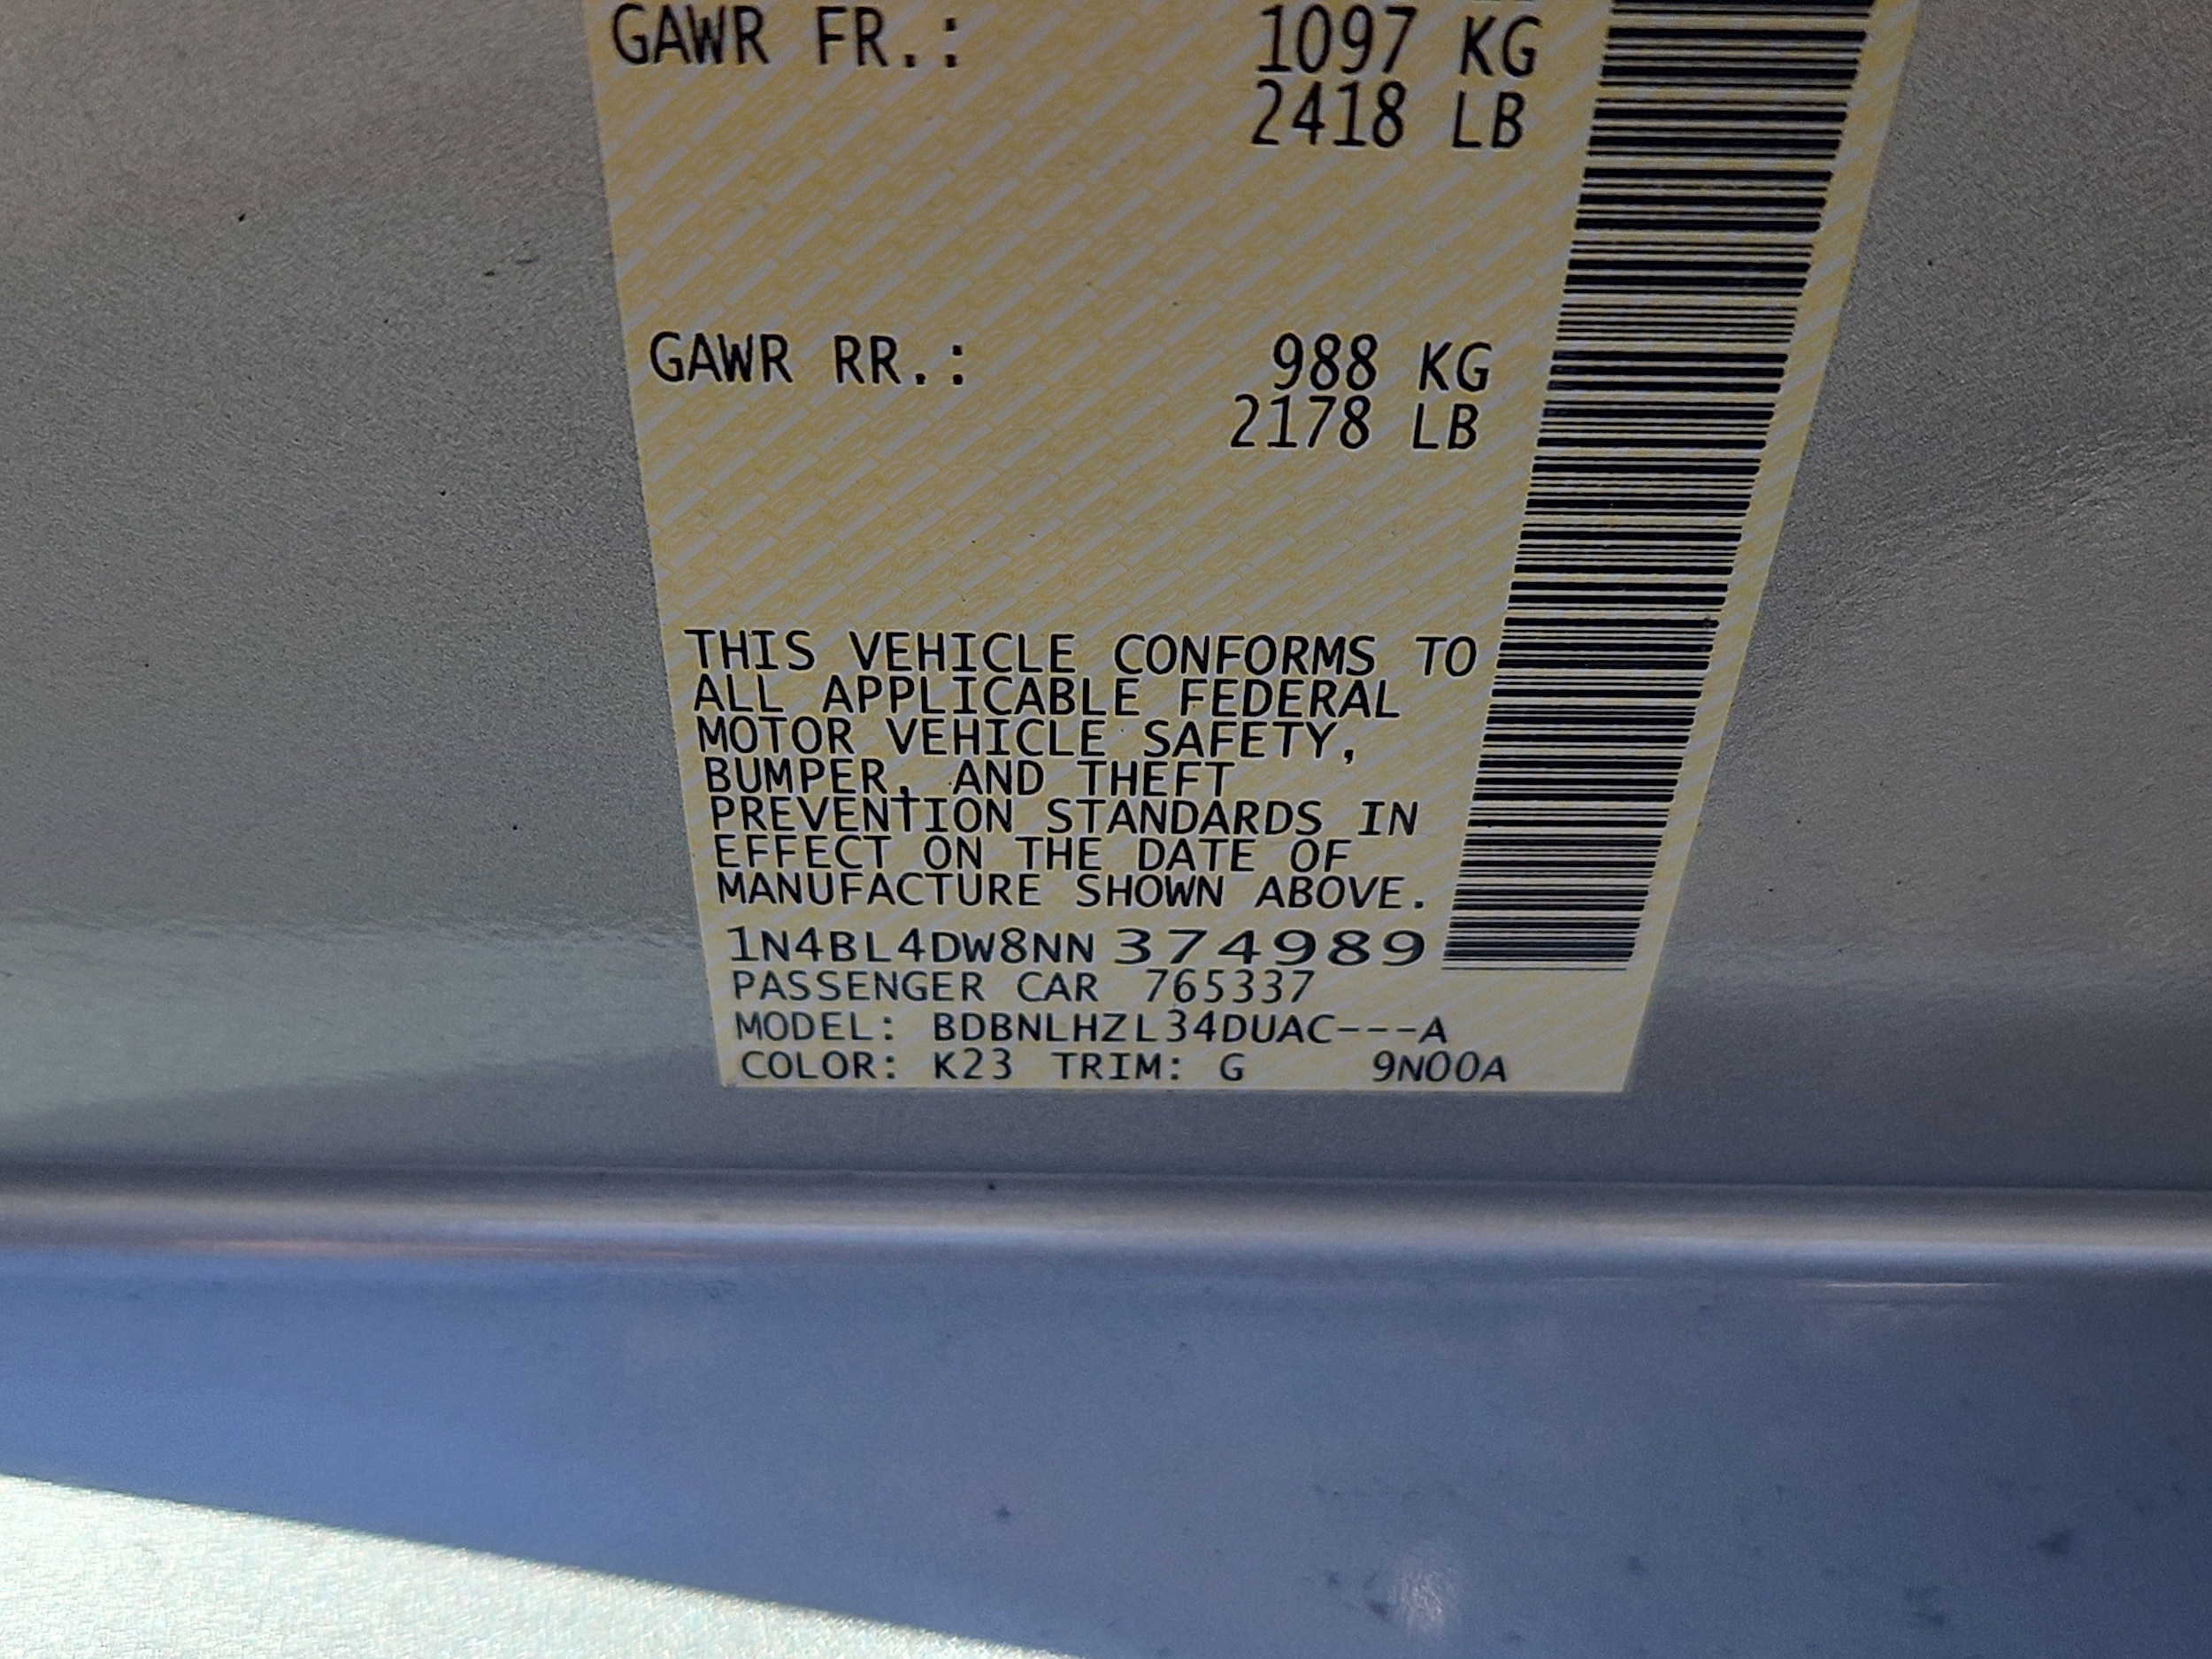 GAWR FR.: 1097 KG
2418 LB
GAWR RR.: 988 KG
2178 LB
THIS VEHICLE CONFORMS TO
ALL APPLICABLE FEDERAL
MOTOR VEHICLE SAFETY,
BUMPER, AND THEFT
PREVENTION STANDARDS IN
EFFECT ON THE DATE OF
MANUFACTURE SHOWN ABOVE.
1N4BL4DW8NN374989
PASSENGER CAR 765337
MODEL: BDBNLHZL34DUAC---A
COLOR: K23 TRIM: G 9N00A